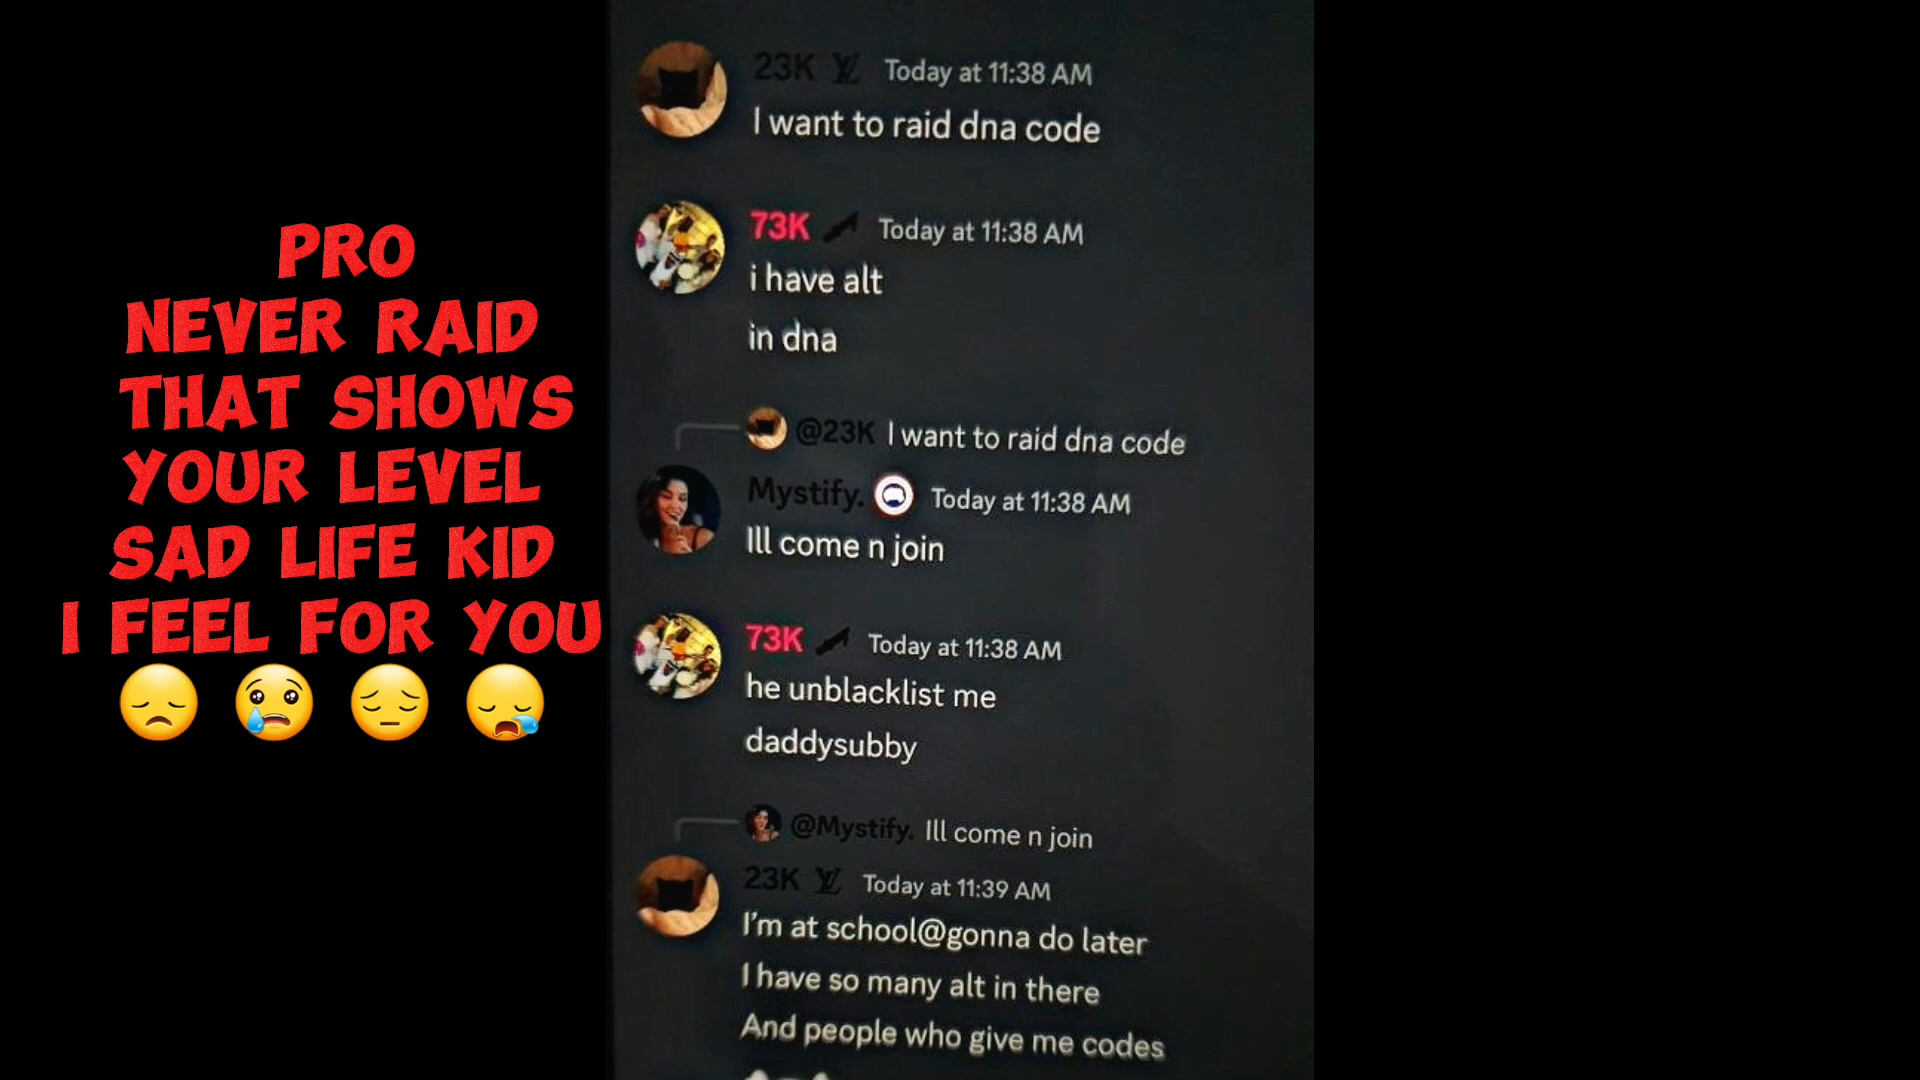 PRO
NEVER RAID
THAT SHOWS
YOUR LEVEL
SAD LIFE KID
I FEEL FOR YOU
23K Today at 11:38 AM
I want to raid dna code
73K Today at 11:38 AM
i have alt
in dna
@23K I want to raid dna code
Mystify. Today at 11:38 AM
Ill come n join
73K Today at 11:38 AM
he unblacklist me
daddysubby
@Mystify. Ill come n join
23K Today at 11:39 AM
I'm at school@gonna do later
I have so many alt in there
And people who give me codes